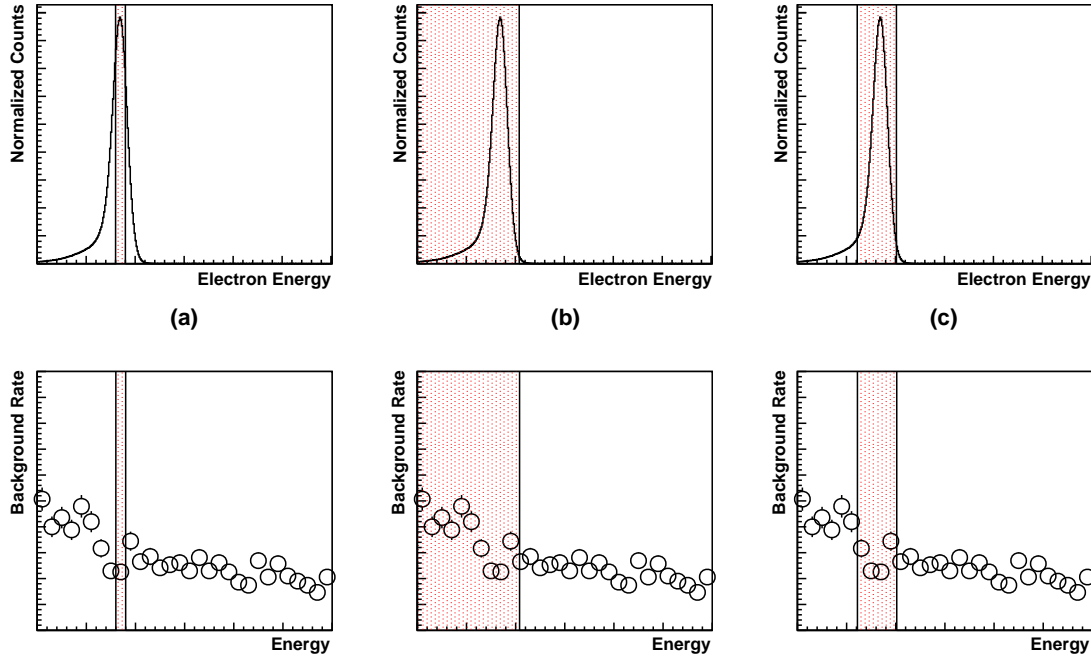 Normalized Counts
Electron Energy
(a)
Normalized Counts
Electron Energy
(b)
Normalized Counts
Electron Energy
(c)
Background Rate
Energy
Background Rate
Energy
Background Rate
Energy